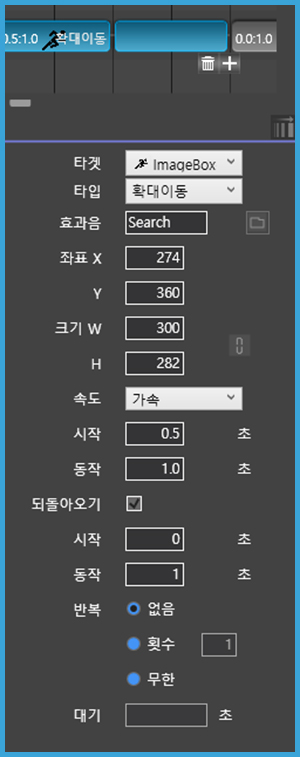 0.5:1.0 확대이동 0.0:1.0
타겟 ImageBox
타입 확대이동
효과음 Search
좌표 X 274
Y 360
크기 W 300
H 282
속도 가속
시작 0.5 초
동작 1.0 초
되돌아오기
시작 0 초
동작 1 초
반복 없음
횟수 1
무한
대기 초